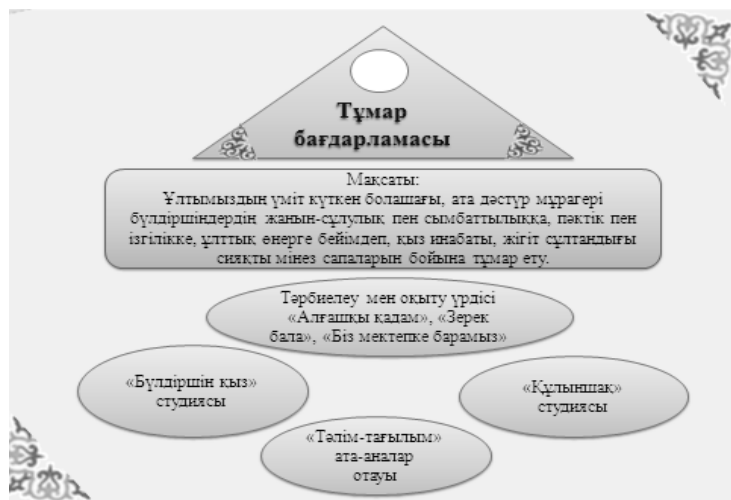 Тұмар
бағдарламасы
Мақсаты:
Ұлтымыздың үміт күткен болашағы, ата дәстүр мұрагері
бүлдіршіндердің жанын-сұлулық пен сымбаттылыққа, пәктік пен
ізгілікке, ұлттық өнерге бейімдеп, қыз инабаты, жігіт сұлтандығы
сияқты мінез сапаларын бойына тұмар ету.
Тәрбиелеу мен оқыту үрдісі
«Алғашқы қадам», «Зерек
бала», «Біз мектепке барамыз»
«Бүлдіршін қыз»
студиясы
«Құлыншақ»
студиясы
«Тәлім-тағылым»
ата-аналар
отауы